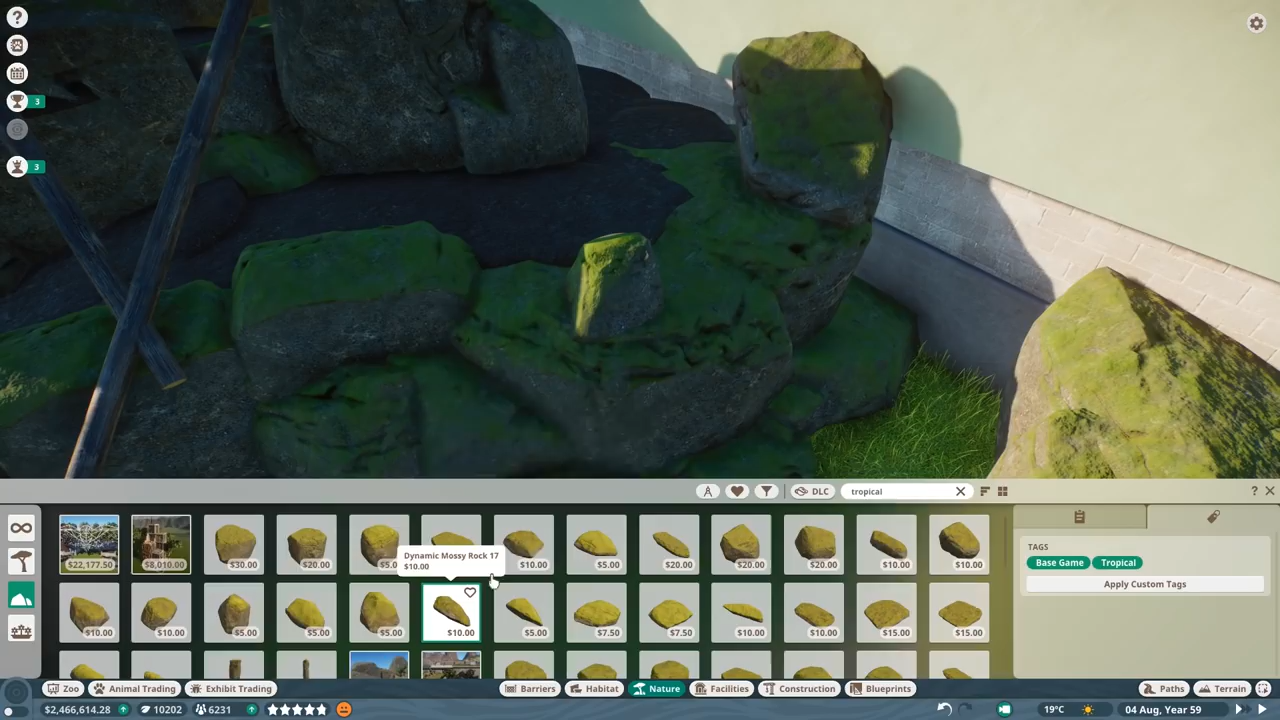 ?
3
3
DLC
tropical
?
$22,177.50
$8,010.00
$30.00
$20.00
$5.0
$10.00
$5.00
$20.00
$20.00
$10.00
$10.00
Dynamic Mossy Rock 17
$10.00
$10.00
$10.00
$5.00
$5.00
$5.00
$10.00
$5.00
$7.50
$7.50
$10.00
$10.00
$15.00
$15.00
TAGS
Base Game
Tropical
Apply Custom Tags
Zoo
Animal Trading
Exhibit Trading
Barriers
Habitat
Nature
Facilities
Construction
Blueprints
Paths
Terrain
$2,466,614.28
10202
6231
19°C
04 Aug, Year 59